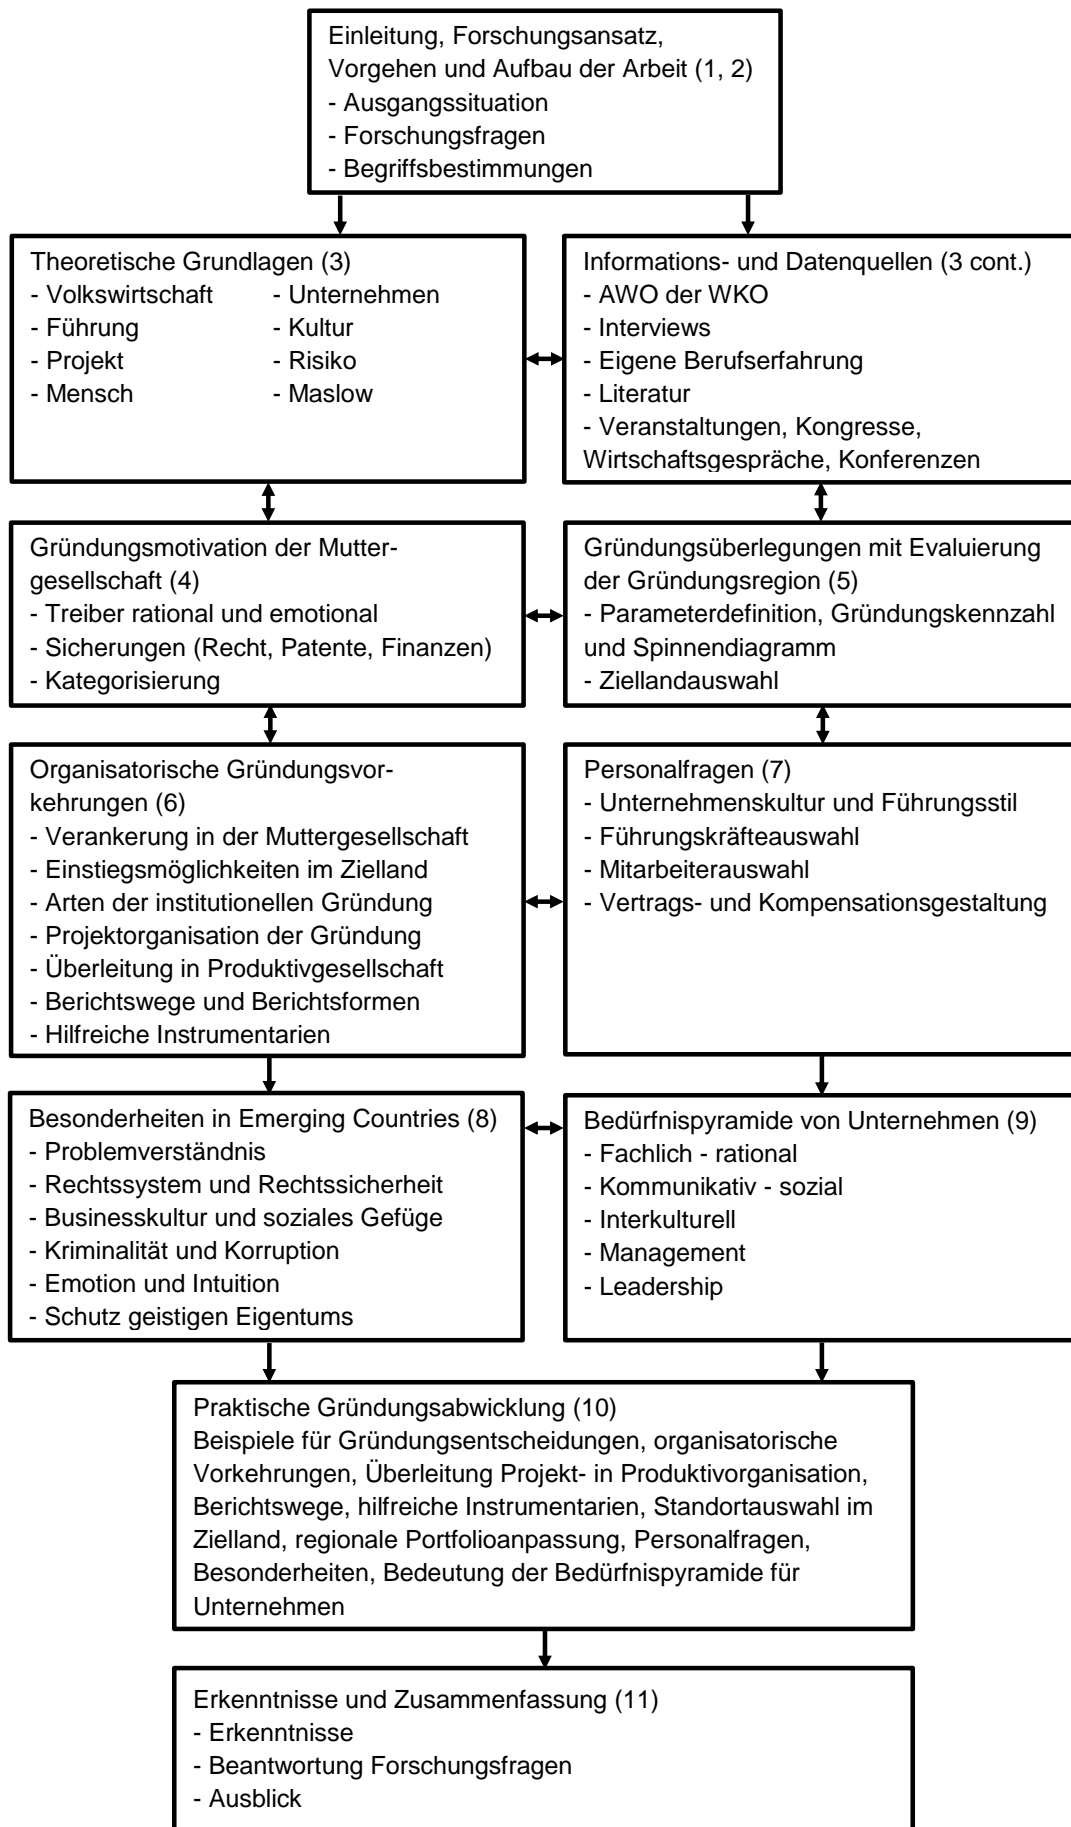 Einleitung, Forschungsansatz,
Vorgehen und Aufbau der Arbeit (1, 2)
- Ausgangssituation
- Forschungsfragen
- Begriffsbestimmungen
Theoretische Grundlagen (3)
- Volkswirtschaft - Unternehmen
- Führung - Kultur
- Projekt - Risiko
- Mensch - Maslow
Informations- und Datenquellen (3 cont.)
- AWO der WKO
- Interviews
- Eigene Berufserfahrung
- Literatur
- Veranstaltungen, Kongresse,
Wirtschaftsgespräche, Konferenzen
Gründungsmotivation der Mutter-
gesellschaft (4)
- Treiber rational und emotional
- Sicherungen (Recht, Patente, Finanzen)
- Kategorisierung
Gründungsüberlegungen mit Evaluierung
der Gründungsregion (5)
- Parameterdefinition, Gründungskennzahl
und Spinnendiagramm
- Ziellandauswahl
Organisatorische Gründungsvor-
kehrungen (6)
- Verankerung in der Muttergesellschaft
- Einstiegsmöglichkeiten im Zielland
- Arten der institutionellen Gründung
- Projektorganisation der Gründung
- Überleitung in Produktivgesellschaft
- Berichtswege und Berichtsformen
- Hilfreiche Instrumentarien
Personalfragen (7)
- Unternehmenskultur und Führungsstil
- Führungskräfteauswahl
- Mitarbeiterauswahl
- Vertrags- und Kompensationsgestaltung
Besonderheiten in Emerging Countries (8)
- Problemverständnis
- Rechtssystem und Rechtssicherheit
- Businesskultur und soziales Gefüge
- Kriminalität und Korruption
- Emotion und Intuition
- Schutz geistigen Eigentums
Bedürfnispyramide von Unternehmen (9)
- Fachlich - rational
- Kommunikativ - sozial
- Interkulturell
- Management
- Leadership
Praktische Gründungsabwicklung (10)
Beispiele für Gründungsentscheidungen, organisatorische
Vorkehrungen, Überleitung Projekt- in Produktivorganisation,
Berichtswege, hilfreiche Instrumentarien, Standortauswahl im
Zielland, regionale Portfolioanpassung, Personalfragen,
Besonderheiten, Bedeutung der Bedürfnispyramide für
Unternehmen
Erkenntnisse und Zusammenfassung (11)
- Erkenntnisse
- Beantwortung Forschungsfragen
- Ausblick